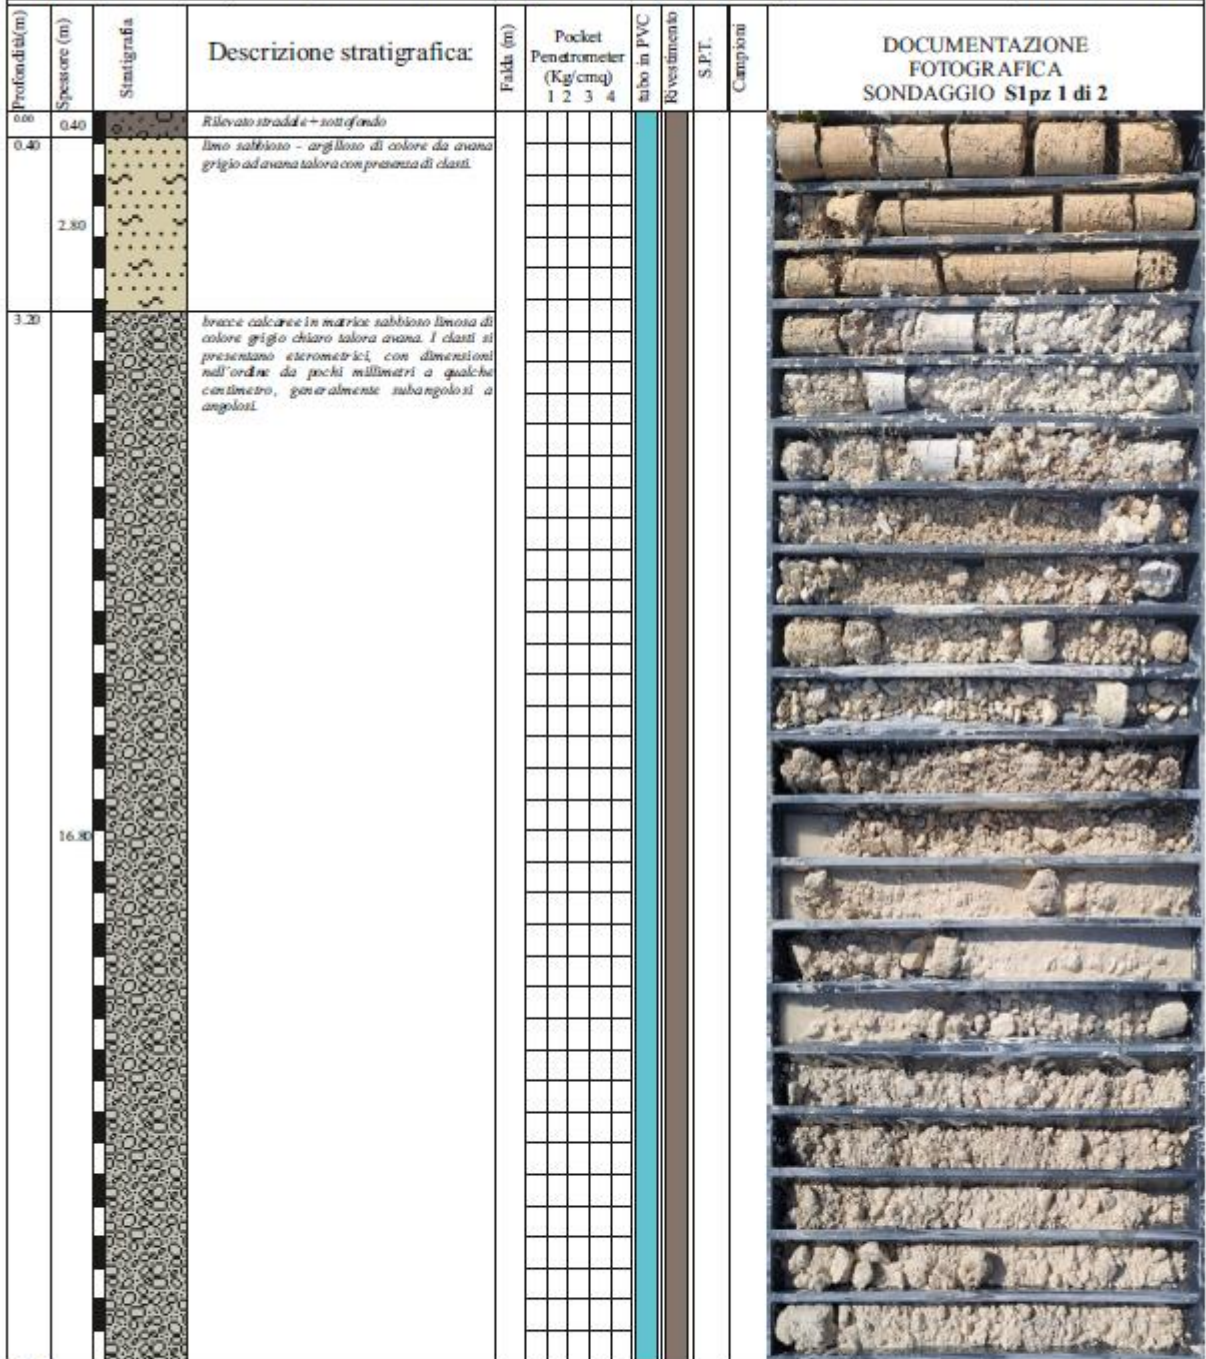 Profondità(m)
Spessore (m)
Stratigrafia
Descrizione stratigrafica:
Falda (m)
Pocket
Penetrometer
(Kg/cmq)
1 2 3 4
tubo in PVC
Rivestimento
S.P.T.
Campioni
DOCUMENTAZIONE
FOTOGRAFICA
SONDAGGIO S1pz 1 di 2
0.00
0.40
Rilevato stradale + sottofondo
0.40
limo sabbioso - argilloso di colore da avana
grigio ad avana talora con presenza di clasti.
2.80
3.20
brecce calcaree in matrice sabbioso limosa di
colore grigio chiaro talora avana. I clasti si
presentano eterometrici, con dimensioni
nell'ordine da pochi millimetri a qualche
centimetro, generalmente subangolosi a
angolosi.
16.80